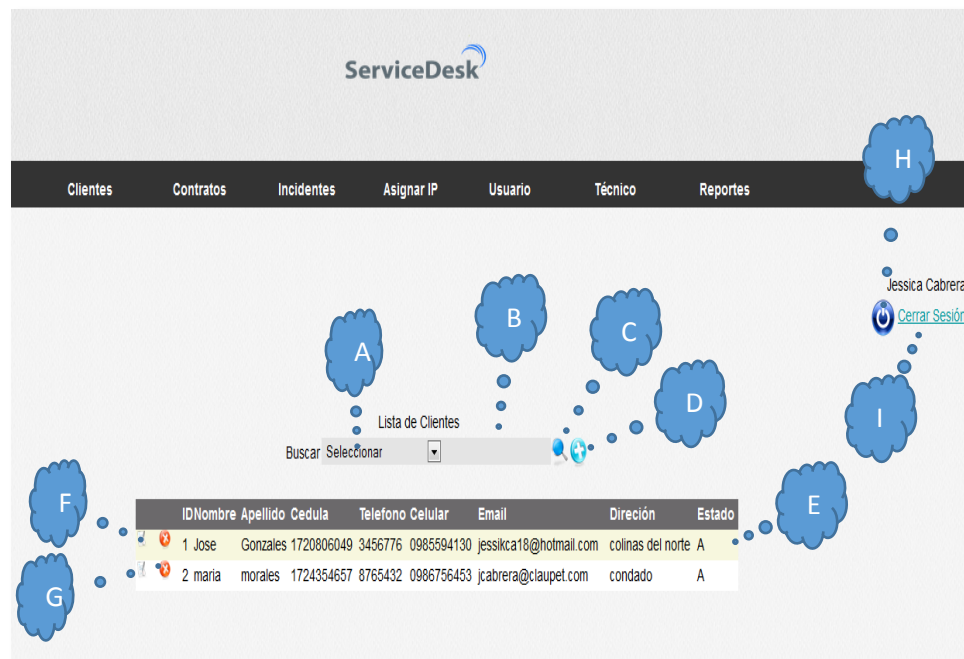 ServiceDesk
H
Clientes Contratos Incidentes Asignar IP Usuario Técnico Reportes
Jessica Cabrera
Cerrar Sesión
B
C
A
D
I
Lista de Clientes
Buscar Seleccionar
F
E
ID Nombre Apellido Cedula Telefono Celular Email Direción Estado
1 Jose Gonzales 1720806049 3456776 0985594130 jessikca18@hotmail.com colinas del norte A
2 maria morales 1724354657 8765432 0986756453 jcabrera@claupet.com condado A
G